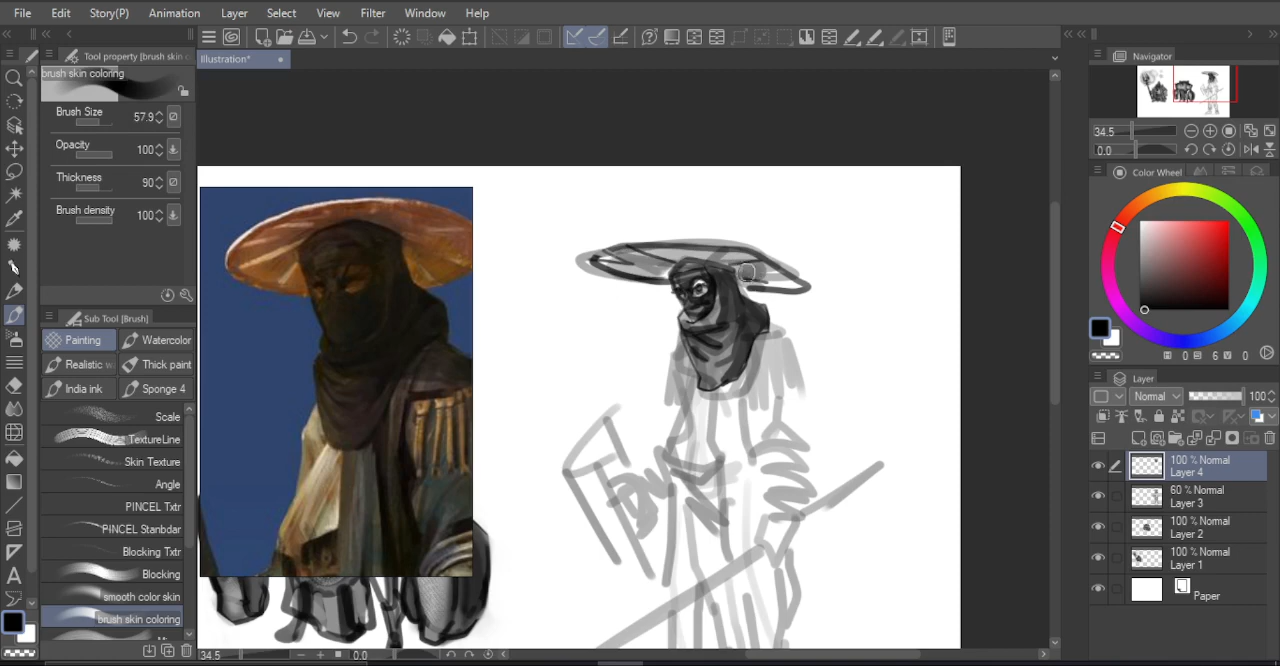 File Edit Story(P) Animation Layer Select View Filter Window Help
Tool property [brush skin c
Illustration*
Navigator
brush skin coloring
Brush Size 57.9
Opacity 100
Thickness 90
Brush density 100
34.5
0.0
Color Wheel
Sub Tool [Brush]
Painting Watercolor
Realistic w Thick paint
India ink Sponge 4
Scale
TextureLine
Skin Texture
Angle
PINCEL Txtr
PINCEL Stanbdar
Blocking Txtr
Blocking
smooth color skin
brush skin coloring
H 0 S 6 V 0
Layer
Normal 100
100 % Normal
Layer 4
60 % Normal
Layer 3
100 % Normal
Layer 2
100 % Normal
Layer 1
Paper
34.5 0.0